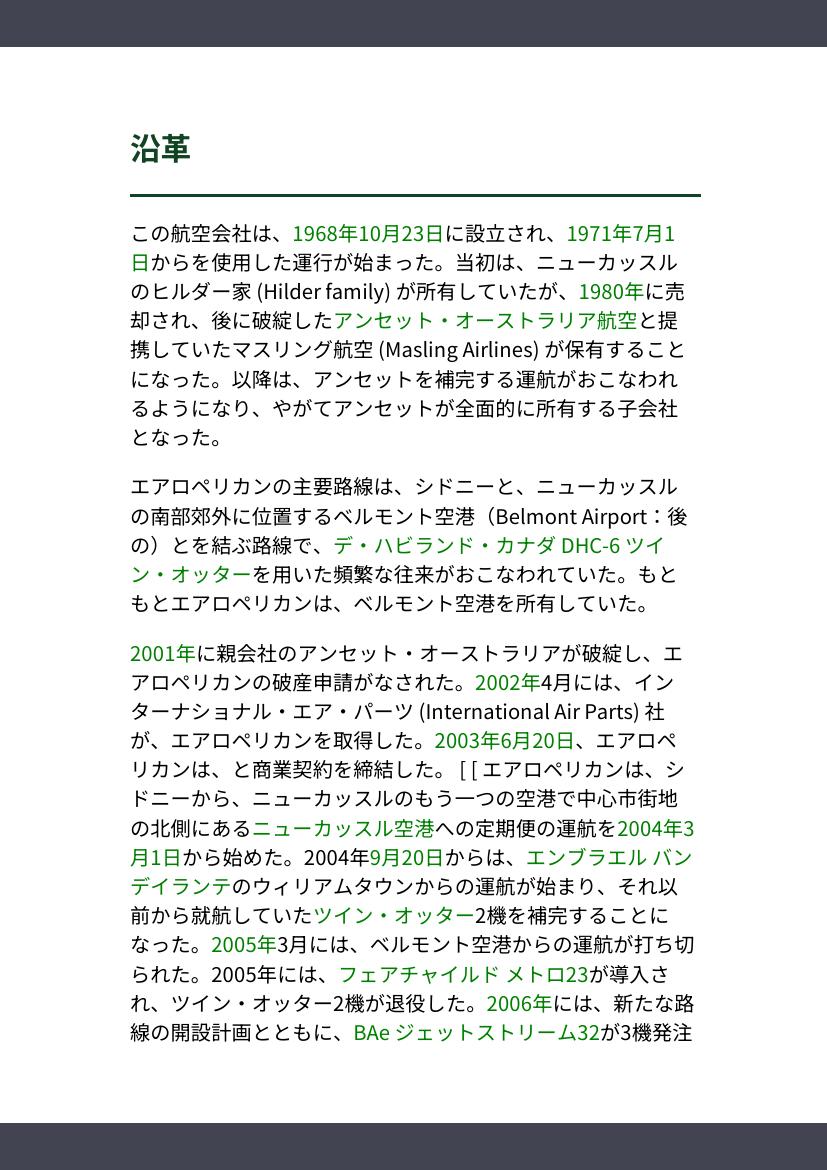 沿革
この航空会社は、1968年10月23日に設立され、1971年7月1
日からを使用した運行が始まった。当初は、ニューカッスル
のヒルダー家 (Hilder family) が所有していたが、1980年に売
却され、後に破綻したアンセット・オーストラリア航空と提
携していたマスリング航空 (Masling Airlines) が保有すること
になった。以降は、アンセットを補完する運航がおこなわれ
るようになり、やがてアンセットが全面的に所有する子会社
となった。
エアロペリカンの主要路線は、シドニーと、ニューカッスル
の南部郊外に位置するベルモント空港（Belmont Airport：後
の）とを結ぶ路線で、デ・ハビランド・カナダ DHC-6 ツイ
ン・オッターを用いた頻繁な往来がおこなわれていた。もと
もとエアロペリカンは、ベルモント空港を所有していた。
2001年に親会社のアンセット・オーストラリアが破綻し、エ
アロペリカンの破産申請がなされた。2002年4月には、イン
ターナショナル・エア・パーツ (International Air Parts) 社
が、エアロペリカンを取得した。2003年6月20日、エアロペ
リカンは、と商業契約を締結した。 [ [ エアロペリカンは、シ
ドニーから、ニューカッスルのもう一つの空港で中心市街地
の北側にあるニューカッスル空港への定期便の運航を2004年3
月1日から始めた。2004年9月20日からは、エンブラエル バン
デイランテのウィリアムタウンからの運航が始まり、それ以
前から就航していたツイン・オッター2機を補完することに
なった。2005年3月には、ベルモント空港からの運航が打ち切
られた。2005年には、フェアチャイルド メトロ23が導入さ
れ、ツイン・オッター2機が退役した。2006年には、新たな路
線の開設計画とともに、BAe ジェットストリーム32が3機発注